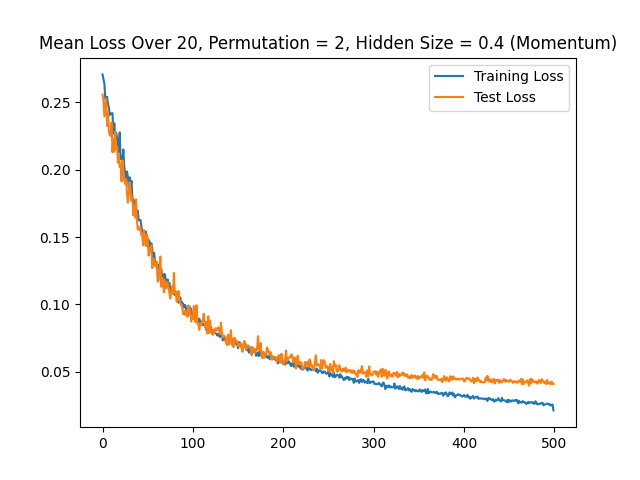 Mean Loss Over 20, Permutation = 2, Hidden Size = 0.4 (Momentum)
Training Loss
Test Loss
0.25
0.20
0.15
0.10
0.05
0 100 200 300 400 500